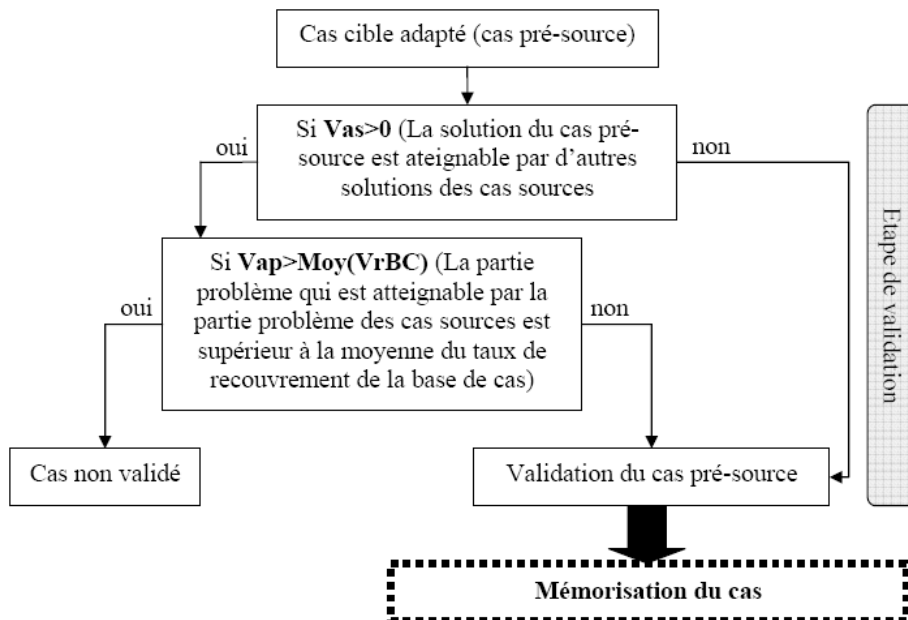 Cas cible adapté (cas pré-source)
Si Vas>0 (La solution du cas pré-
source est ateignable par d'autres
solutions des cas sources
oui
non
Si Vap>Moy(VrBC) (La partie
problème qui est atteignable par la
partie problème des cas sources est
supérieur à la moyenne du taux de
recouvrement de la base de cas)
oui
non
Etape de validation
Cas non validé
Validation du cas pré-source
Mémorisation du cas